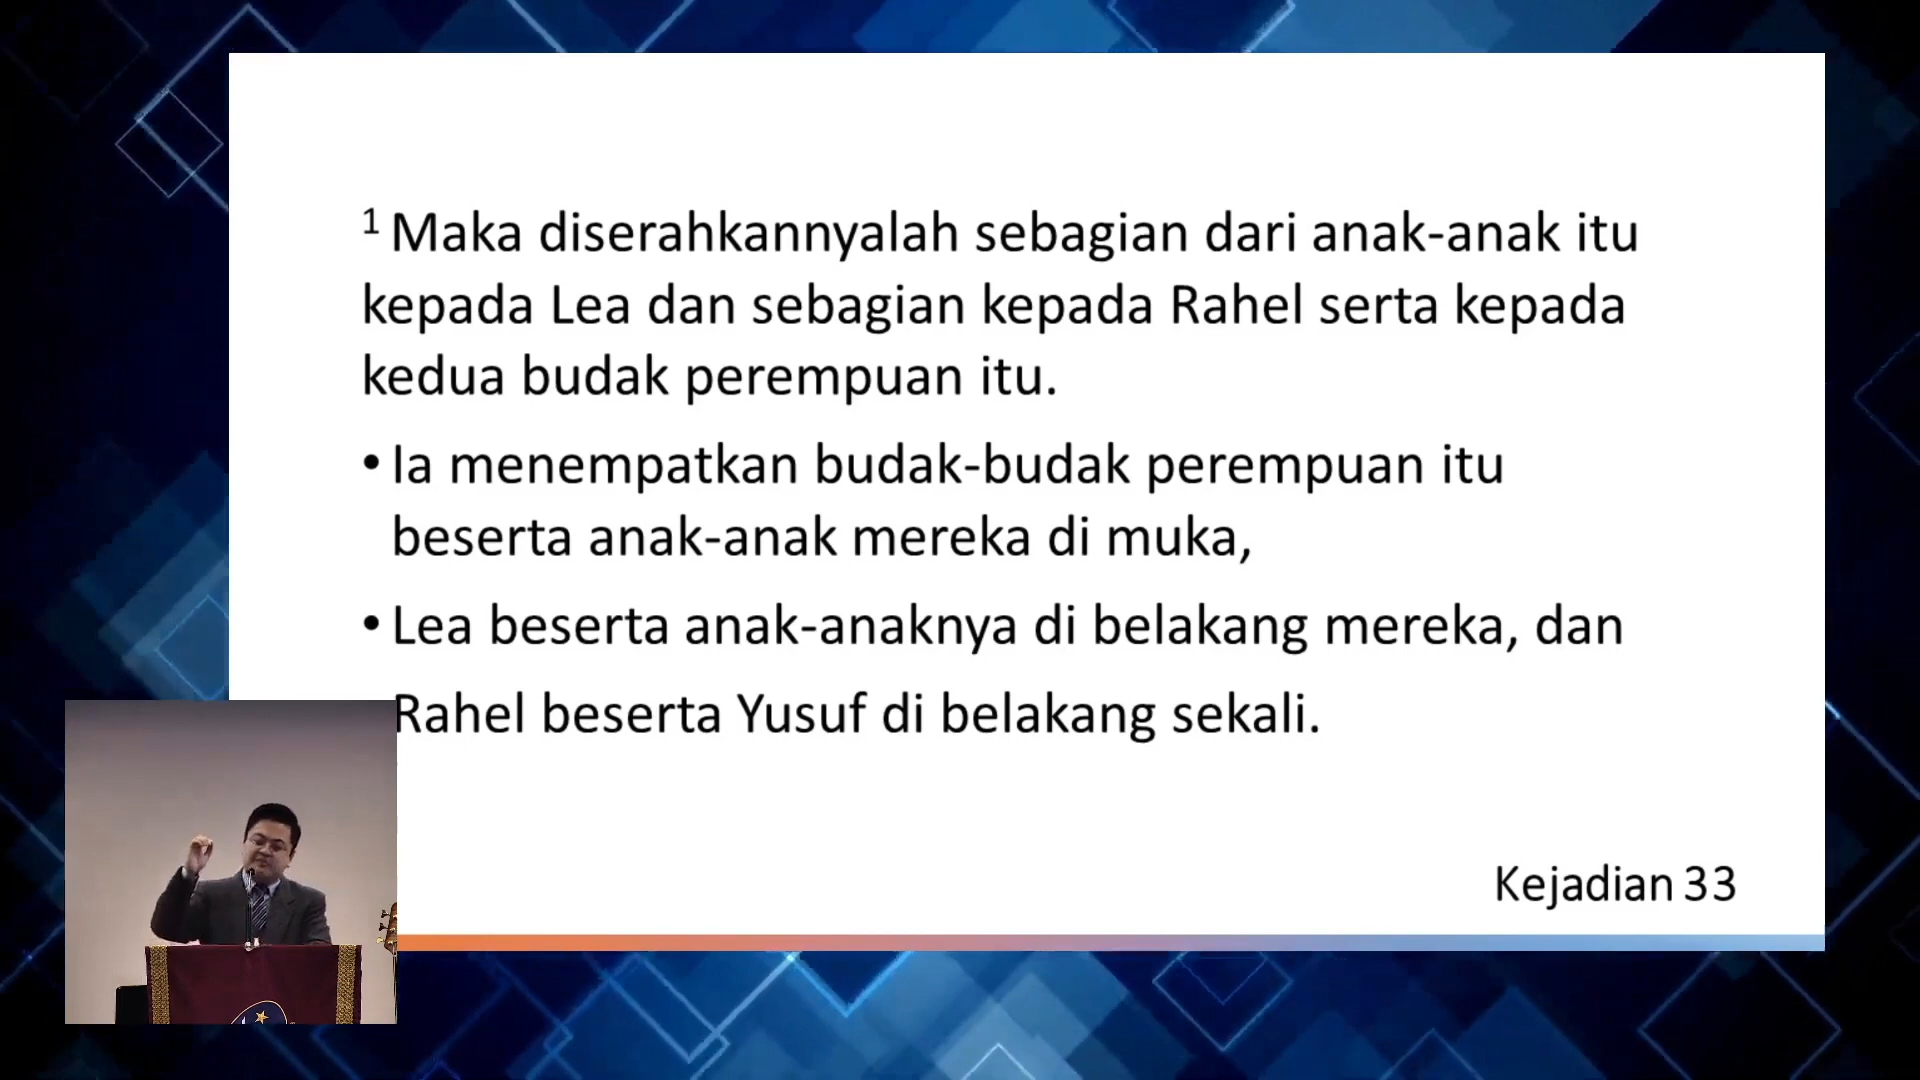 1 Maka diserahkannyalah sebagian dari anak-anak itu
kepada Lea dan sebagian kepada Rahel serta kepada
kedua budak perempuan itu.
• Ia menempatkan budak-budak perempuan itu
beserta anak-anak mereka di muka,
• Lea beserta anak-anaknya di belakang mereka, dan
Rahel beserta Yusuf di belakang sekali.
Kejadian 33